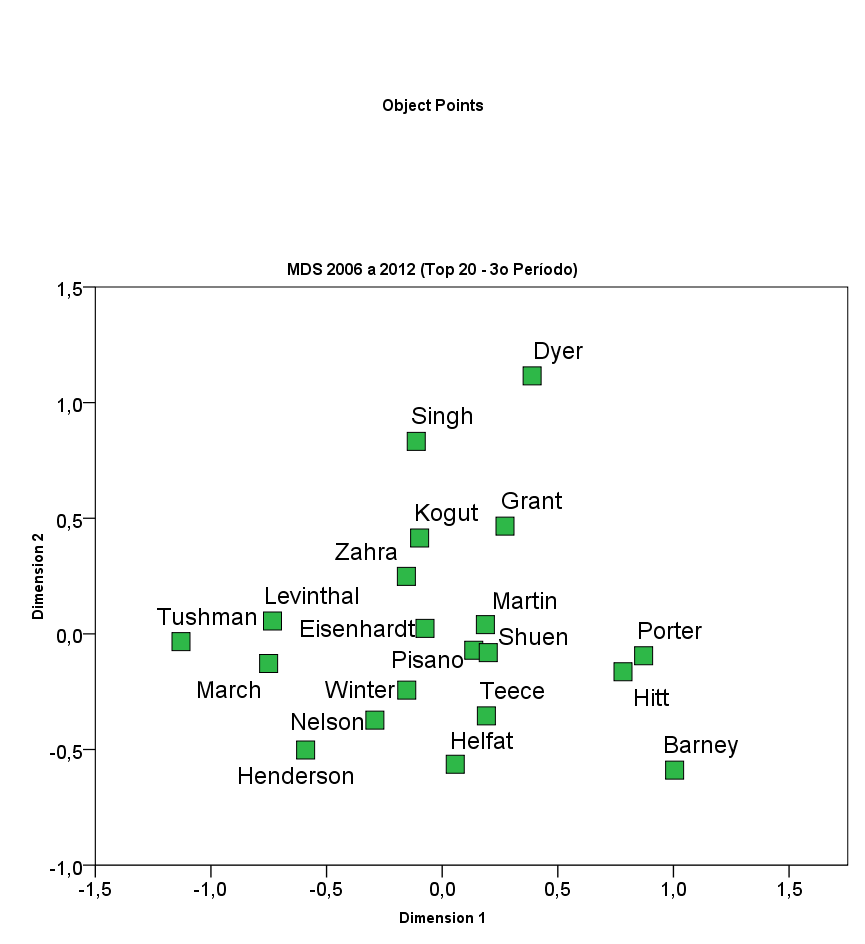 Object Points
MDS 2006 a 2012 (Top 20 - 3o Período)
1,5
Dyer
1,0
Singh
Grant
0,5
Kogut
Zahra
Levinthal
Martin
Tushman
Eisenhardt
Shuen
Porter
0,0
Pisano
March
Winter
Teece
Hitt
Nelson
Helfat
Barney
-0,5
Henderson
-1,0
-1,5 -1,0 -0,5 0,0 0,5 1,0 1,5
Dimension 1
Dimension 2